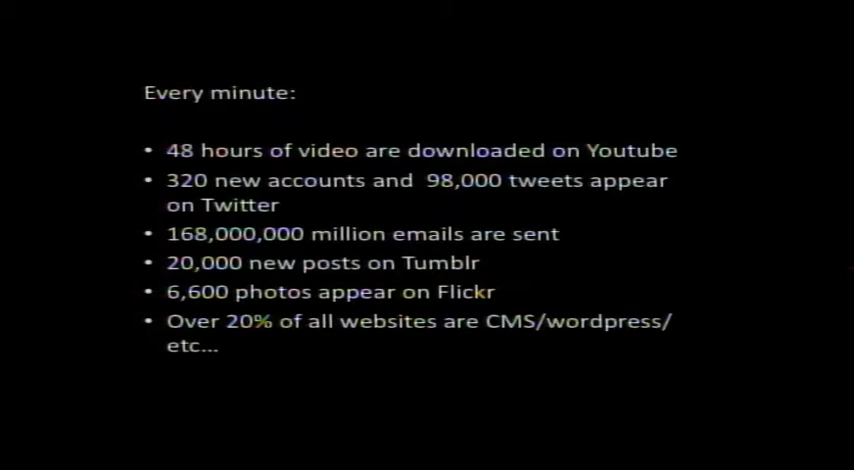 Every minute:
• 48 hours of video are downloaded on Youtube
• 320 new accounts and 98,000 tweets appear
on Twitter
• 168,000,000 million emails are sent
• 20,000 new posts on Tumblr
• 6,600 photos appear on Flickr
• Over 20% of all websites are CMS/wordpress/
etc...